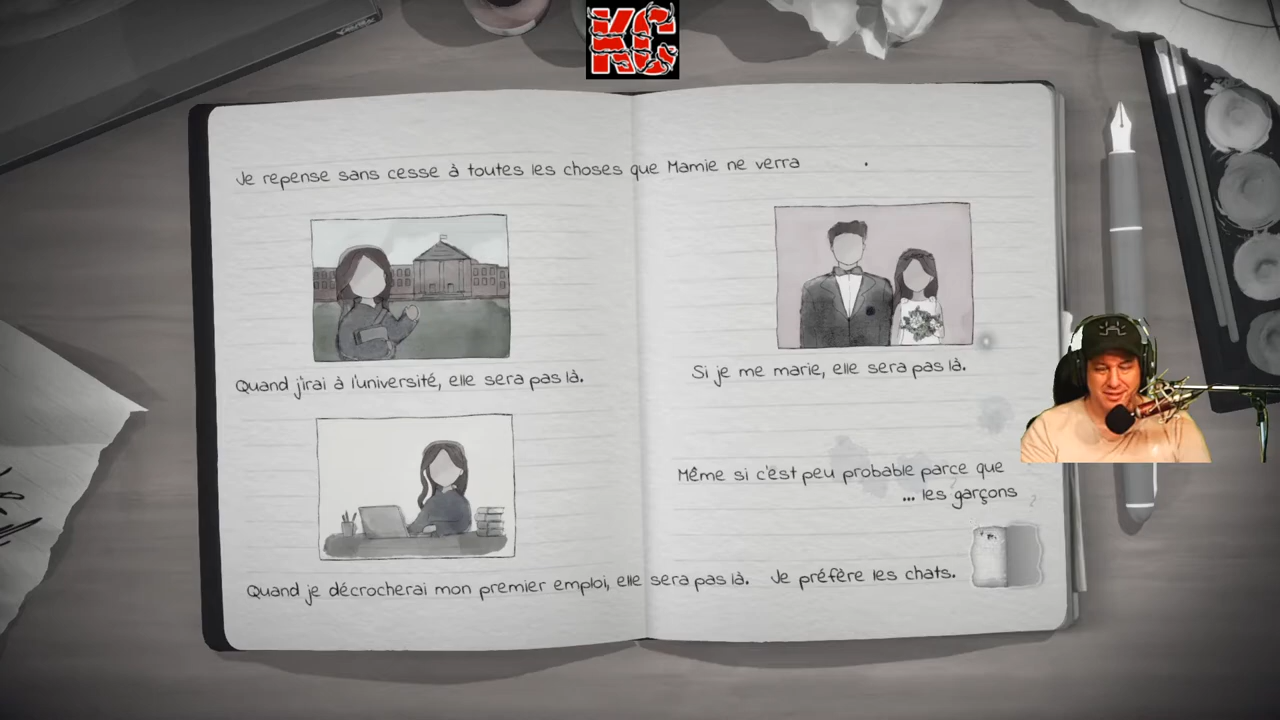 KC
Je repense sans cesse à toutes les choses que Mamie ne verra .
Quand j'irai à l'université, elle sera pas là.
Quand je décrocherai mon premier emploi, elle sera pas là.
Si je me marie, elle sera pas là.
Même si c'est peu probable parce que
... les garçons
Je préfère les chats.